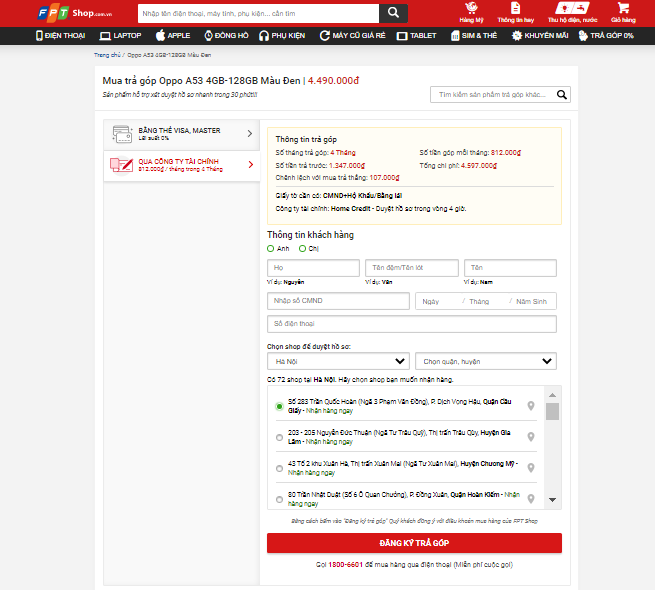 FPT Shop.com.vn
Nhập tên điện thoại, máy tính, phụ kiện... cần tìm
Hàng Mỹ
Thông tin hay
Thu hộ điện, nước
Giỏ hàng
ĐIỆN THOẠI
LAPTOP
APPLE
ĐỒNG HỒ
PHỤ KIỆN
MÁY CŨ GIÁ RẺ
TABLET
SIM & THẺ
KHUYẾN MÃI
TRẢ GÓP 0%
Trang chủ / Oppo A53 4GB-128GB Màu Đen
Mua trả góp Oppo A53 4GB-128GB Màu Đen | 4.490.000₫
Sản phẩm hỗ trợ xét duyệt hồ sơ nhanh trong 30 phút!!!
Tìm kiếm sản phẩm trả góp khác...
BẰNG THẺ VISA, MASTER
Lãi suất 0%
QUA CÔNG TY TÀI CHÍNH
812.000₫ / tháng trong 4 Tháng
Thông tin trả góp
Số tháng trả góp: 4 Tháng
Số tiền góp mỗi tháng: 812.000₫
Số tiền trả trước: 1.347.000₫
Tổng chi phí: 4.597.000₫
Chênh lệch với mua trả thẳng: 107.000₫
Giấy tờ cần có: CMND+Hộ Khẩu/Bằng lái
Công ty tài chính: Home Credit - Duyệt hồ sơ trong vòng 4 giờ.
Thông tin khách hàng
Anh
Chị
Họ
Tên đệm/Tên lót
Tên
Ví dụ: Nguyễn
Ví dụ: Văn
Ví dụ: Nam
Nhập số CMND
Ngày / Tháng / Năm Sinh
Số điện thoại
Chọn shop để duyệt hồ sơ:
Hà Nội
Chọn quận, huyện
Có 72 shop tại Hà Nội. Hãy chọn shop bạn muốn nhận hàng.
Số 283 Trần Quốc Hoàn (Ngã 3 Phạm Văn Đồng), P. Dịch Vọng Hậu, Quận Cầu
Giấy - Nhận hàng ngay
203 - 205 Nguyễn Đức Thuận (Ngã Tư Trâu Quỳ), Thị trấn Trâu Qùy, Huyện Gia
Lâm - Nhận hàng ngay
43 Tổ 2 khu Xuân Hà, Thị trấn Xuân Mai (Ngã Tư Xuân Mai), Huyện Chương Mỹ -
Nhận hàng ngay
80 Trần Nhật Duật (Số 6 Ô Quan Chưởng), P. Đồng Xuân, Quận Hoàn Kiếm - Nhận
hàng ngay
Bằng cách bấm vào "Đăng ký trả góp" Quý khách đồng ý với điều khoản mua hàng của FPT Shop
ĐĂNG KÝ TRẢ GÓP
Gọi 1800-6601 để mua hàng qua điện thoại (Miễn phí cuộc gọi)